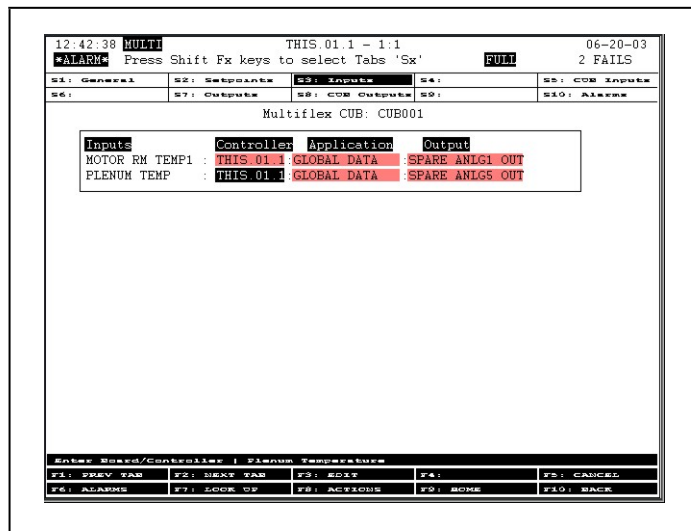 12:42:38 MULTI THIS.01.1 - 1:1 06-20-03
*ALARM* Press Shift Fx keys to select Tabs 'Sx' FULL 2 FAILS
S1: General S2: Setpoints S3: Inputs S4: S5: CUB Inputs
S6: S7: Outputs S8: CUB Outputs S9: S10: Alarms
Multiflex CUB: CUB001
Inputs Controller Application Output
MOTOR RM TEMP1 : THIS.01.1:GLOBAL DATA :SPARE ANLG1 OUT
PLENUM TEMP : THIS.01.1:GLOBAL DATA :SPARE ANLG5 OUT
Enter Board/Controller | Plenum Temperature
F1: PREV TAB F2: NEXT TAB F3: EDIT F4: F5: CANCEL
F6: ALARMS F7: LOOK UP F8: ACTIONS F9: HOME F10: BACK